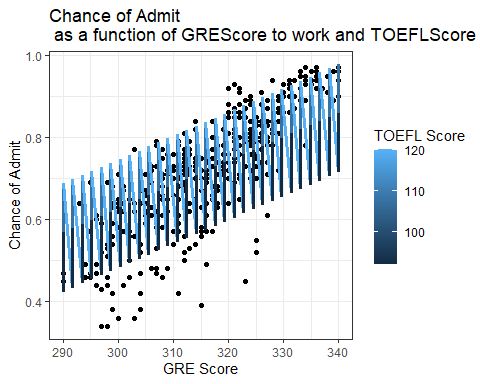 Chance of Admit
as a function of GREScore to work and TOEFLScore
1.0
0.8
0.6
0.4
Chance of Admit
290
300
310
320
330
340
GRE Score
TOEFL Score
120
110
100